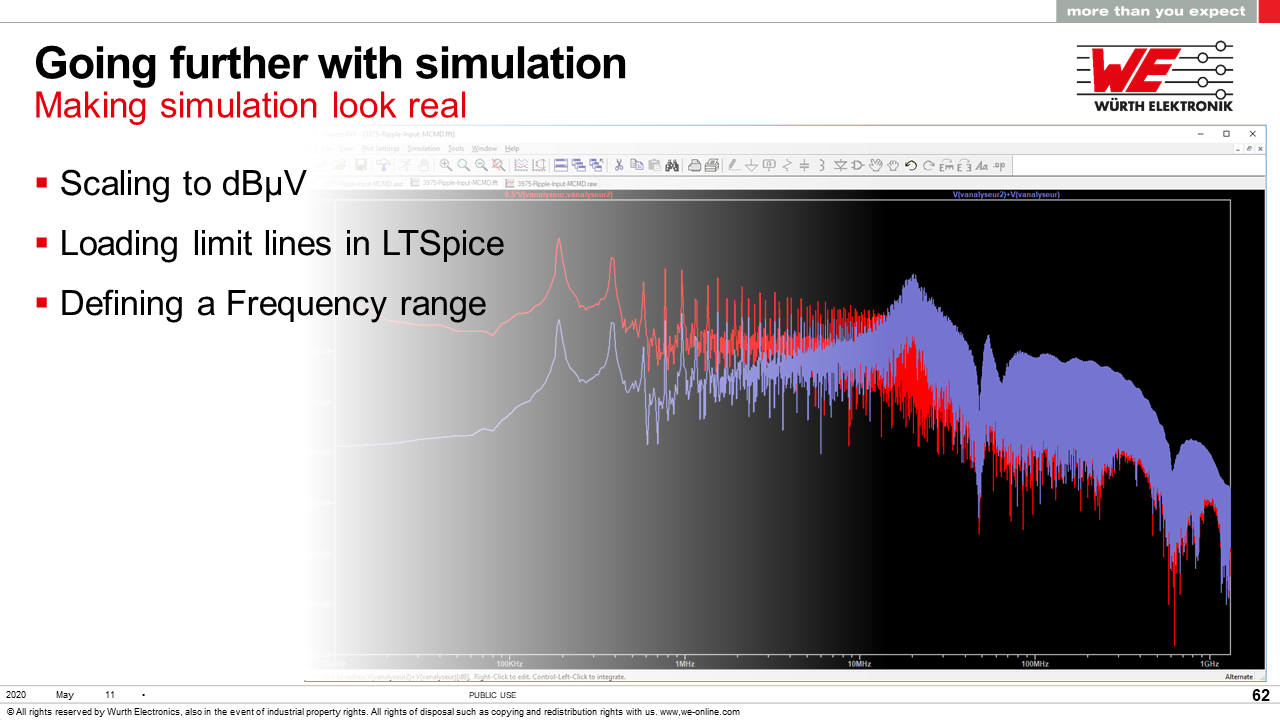 more than you expect
Going further with simulation
Making simulation look real
WE
WÜRTH ELEKTRONIK
Scaling to dBµV
Loading limit lines in LTSpice
Defining a Frequency range
3975-Ripple-Input-MCMD.fft]
Plot Settings Simulation Tools Window Help
3975-Ripple-Input-MCMD.fft 3975-Ripple-Input-MCMD.raw
V(vanalyseur2)+V(vanalyseur)
100KHz 1MHz 10MHz 100MHz 1GHz
V(vanalyseur2)+V(vanalyseur)[dB]. Right-Click to edit. Control-Left-Click to integrate. Alternate
2020 May 11 • PUBLIC USE 62
© All rights reserved by Wurth Electronics, also in the event of industrial property rights. All rights of disposal such as copying and redistribution rights with us. www,we-online.com